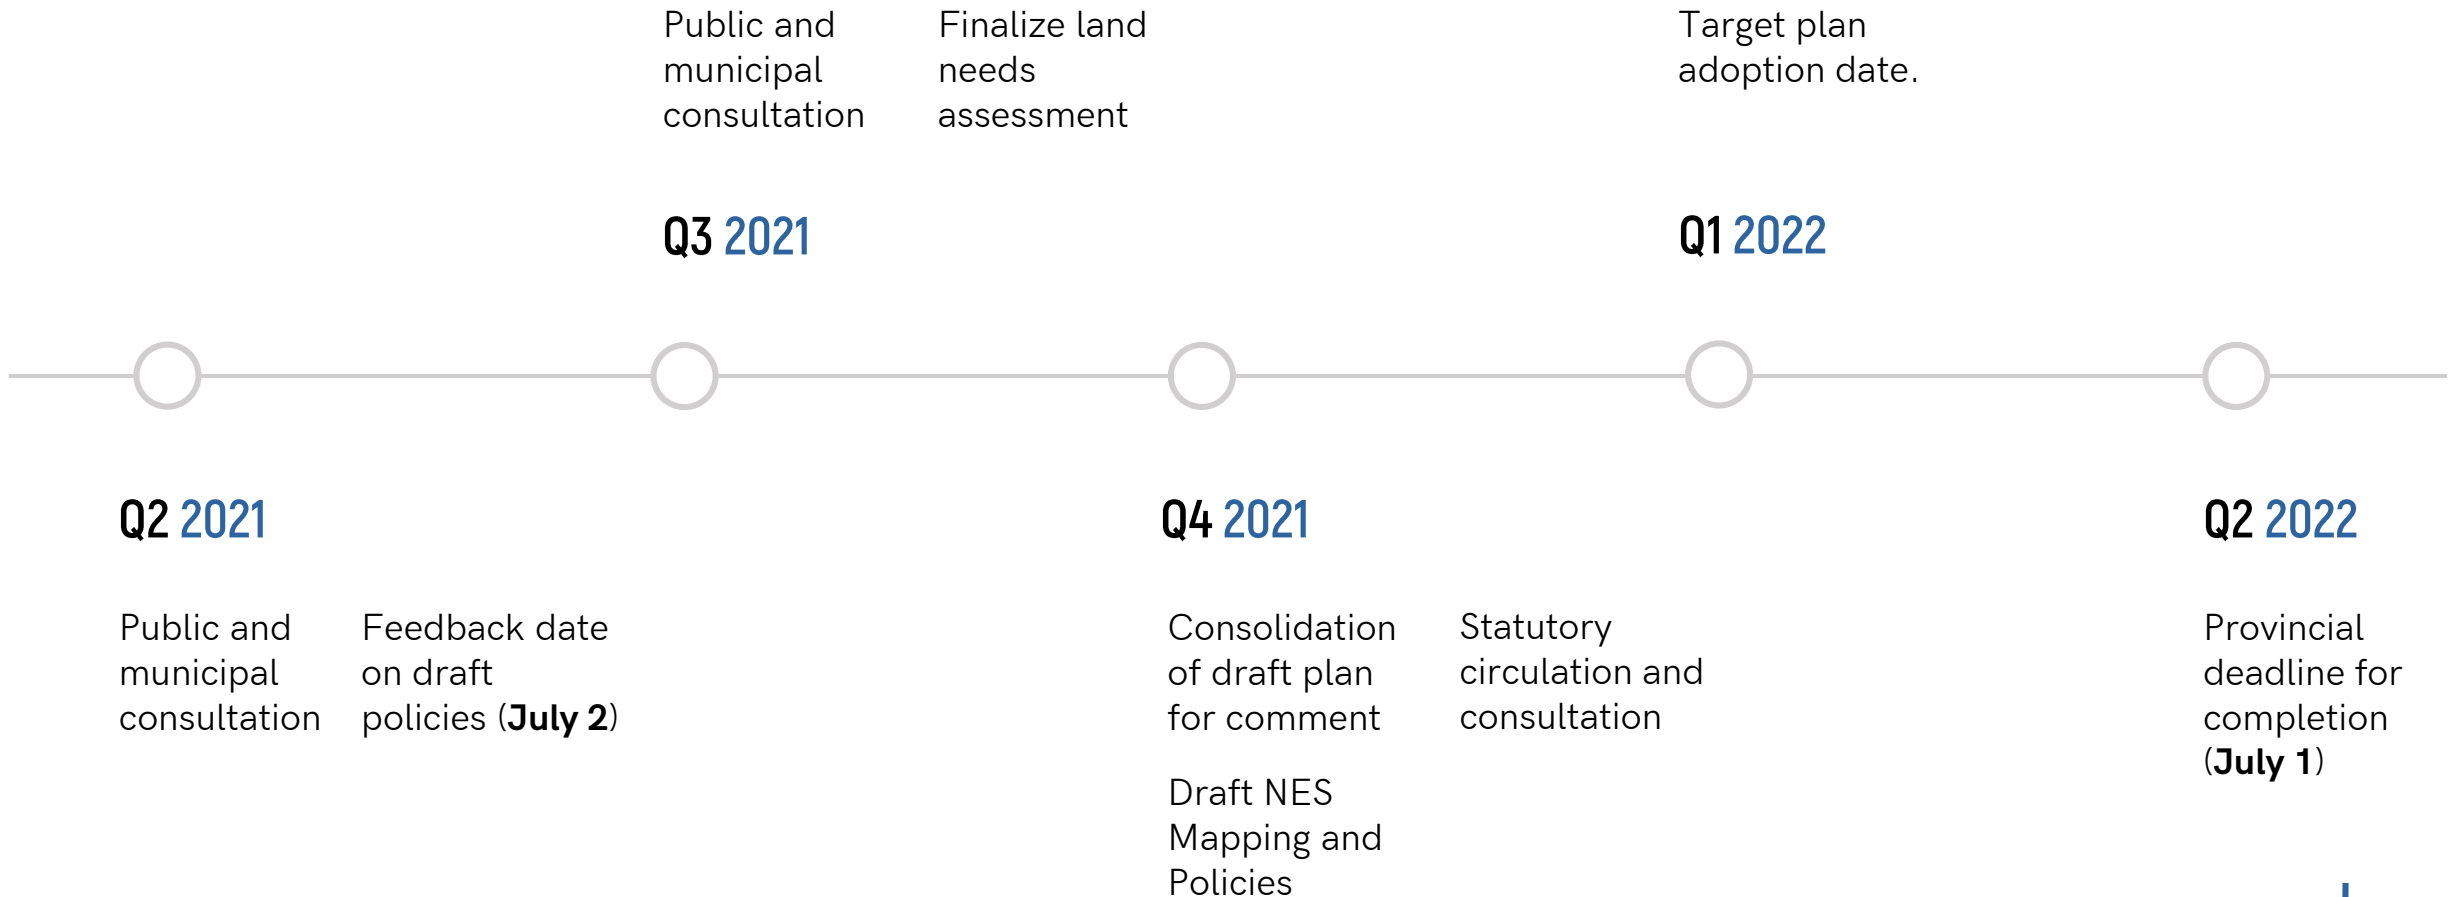 Public and
municipal
consultation
Finalize land
needs
assessment
Target plan
adoption date.
Q3 2021
Q1 2022
Q2 2021
Q4 2021
Q2 2022
Public and
municipal
consultation
Feedback date
on draft
policies (July 2)
Consolidation
of draft plan
for comment
Draft NES
Mapping and
Policies
Statutory
circulation and
consultation
Provincial
deadline for
completion
(July 1)